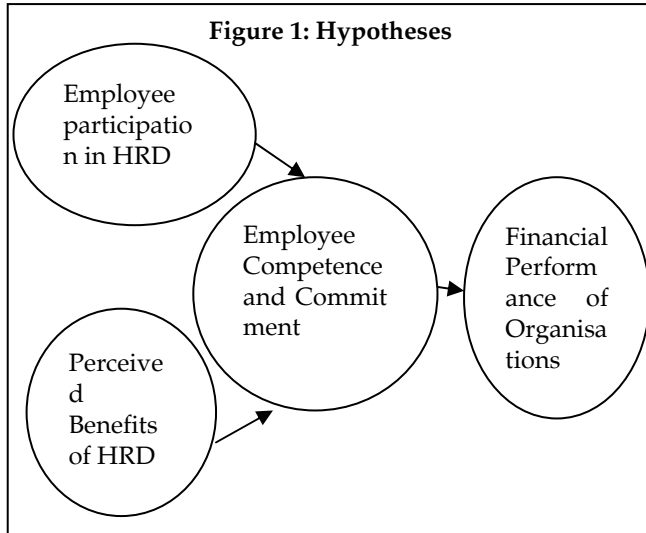 Figure 1: Hypotheses
Employee
participatio
n in HRD
Employee
Competence
and Commit
ment
Financial
Perform
ance of
Organisa
tions
Perceive
d
Benefits
of HRD